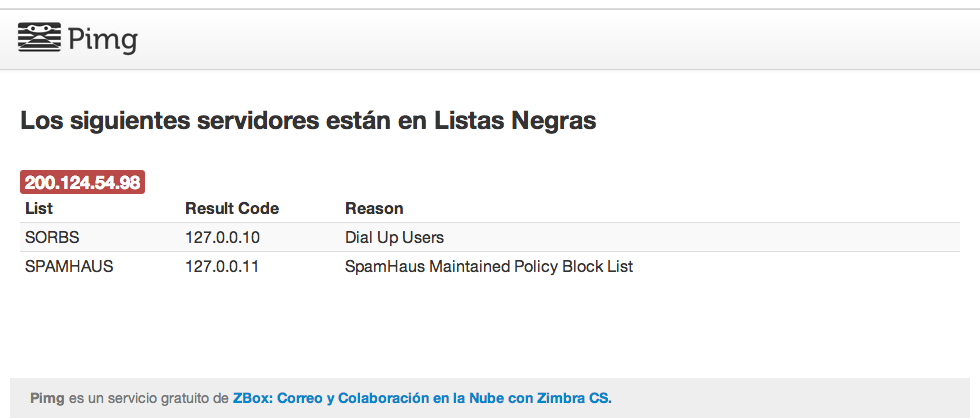 Pimg
Los siguientes servidores están en Listas Negras
200.124.54.98
List Result Code Reason
SORBS 127.0.0.10 Dial Up Users
SPAMHAUS 127.0.0.11 SpamHaus Maintained Policy Block List
Pimg es un servicio gratuito de ZBox: Correo y Colaboración en la Nube con Zimbra CS.